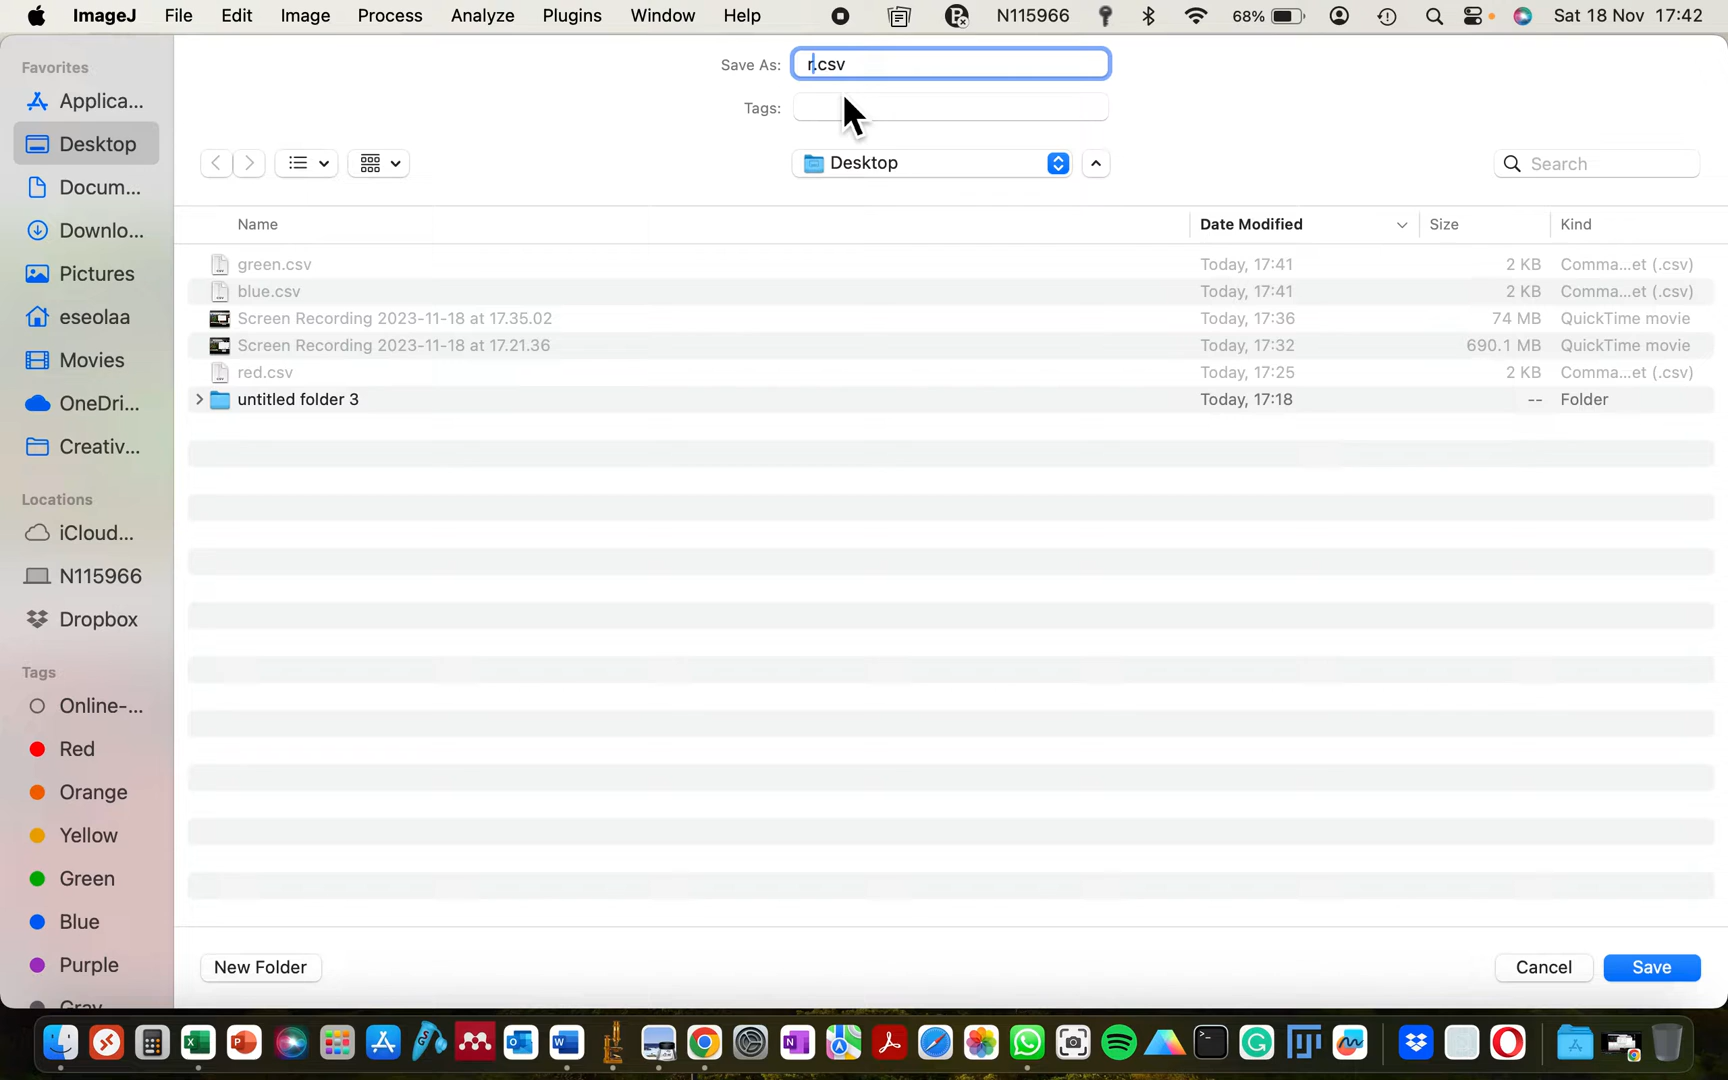 ImageJ File Edit Image Process Analyze Plugins Window Help N115966 68% Sat 18 Nov 17:42
Favorites
Applica...
Desktop
Docum...
Downlo...
Pictures
eseolaa
Movies
OneDri...
Creativ...
Locations
iCloud...
N115966
Dropbox
Tags
Online-...
Red
Orange
Yellow
Green
Blue
Purple
Gray
Save As: r.csv
Tags:
Desktop
Search
Name Date Modified Size Kind
green.csv Today, 17:41 2 KB Comma...et (.csv)
blue.csv Today, 17:41 2 KB Comma...et (.csv)
Screen Recording 2023-11-18 at 17.35.02 Today, 17:36 74 MB QuickTime movie
Screen Recording 2023-11-18 at 17.21.36 Today, 17:32 690.1 MB QuickTime movie
red.csv Today, 17:25 2 KB Comma...et (.csv)
untitled folder 3 Today, 17:18 -- Folder
New Folder Cancel Save